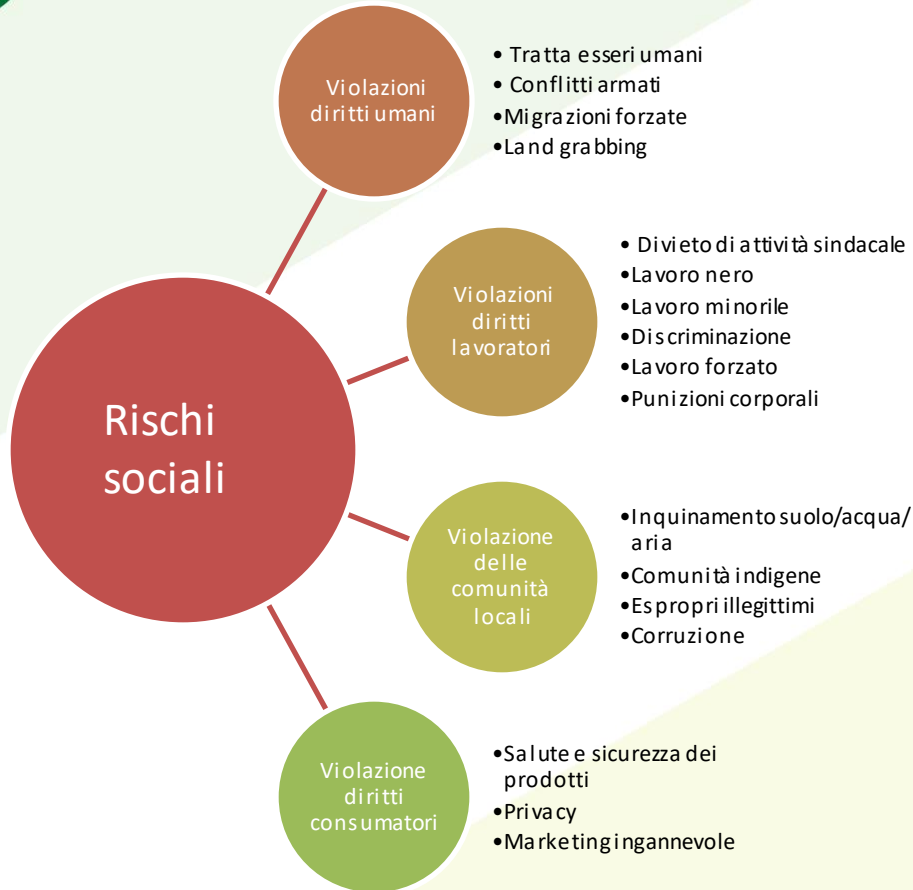 Violazioni
diritti umani
• Tratta esseri umani
• Conflitti armati
•Migrazioni forzate
•Land grabbing
Violazioni
diritti
lavoratori
• Divieto di attività sindacale
•Lavoro nero
•Lavoro minorile
•Discriminazione
•Lavoro forzato
•Punizioni corporali
Rischi
sociali
Violazione
delle
comunità
locali
•Inquinamento suolo/acqua/
aria
•Comunità indigene
•Espropri illegittimi
•Corruzione
Violazione
diritti
consumatori
•Salute e sicurezza dei
prodotti
•Privacy
•Marketing ingannevole